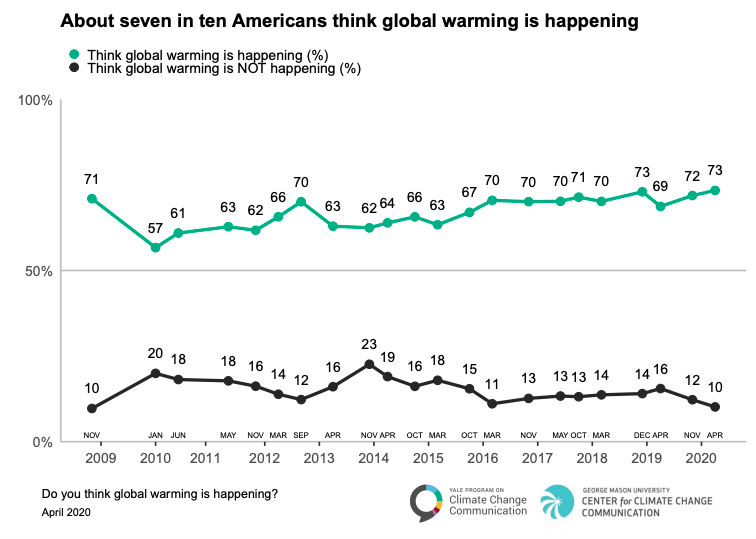 About seven in ten Americans think global warming is happening
Think global warming is happening (%)
Think global warming is NOT happening (%)
100%
71 57 61 63 62 66 70 63 62 64 66 63 67 70 70 70 71 70 73 69 72 73
50%
10 20 18 18 16 14 12 16 23 19 16 18 15 11 13 13 13 14 14 16 12 10
0%
NOV JAN JUN MAY NOV MAR SEP APR NOV APR OCT MAR OCT MAR NOV MAY OCT MAR DEC APR NOV APR
2009 2010 2011 2012 2013 2014 2015 2016 2017 2018 2019 2020
Do you think global warming is happening?
April 2020
YALE PROGRAM ON
Climate Change
Communication
GEORGE MASON UNIVERSITY
CENTER for CLIMATE CHANGE
COMMUNICATION